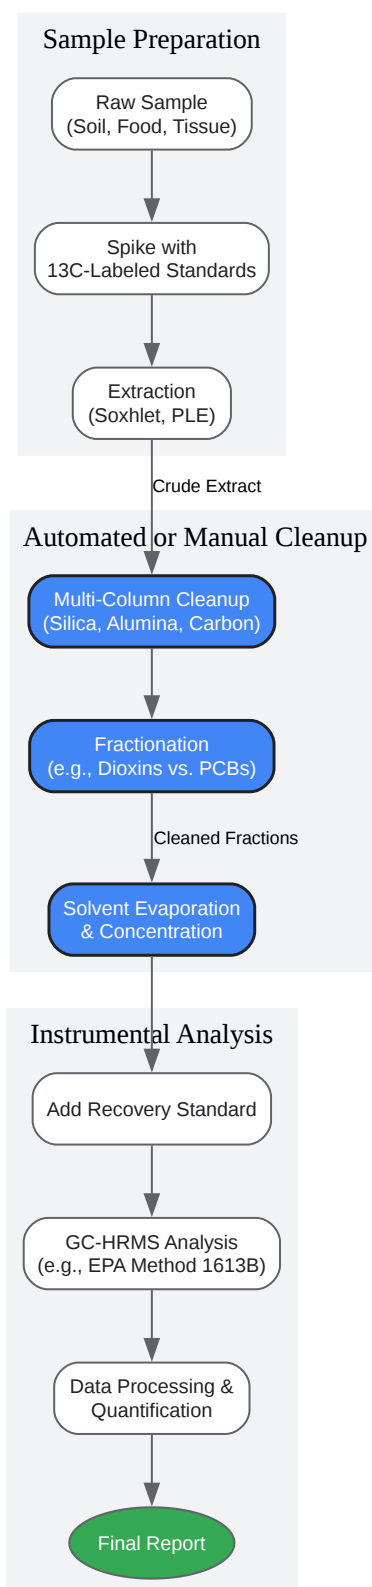 Sample Preparation
Raw Sample
(Soil, Food, Tissue)
Spike with
13C-Labeled Standards
Extraction
(Soxhlet, PLE)
Crude Extract
Automated or Manual Cleanup
Multi-Column Cleanup
(Silica, Alumina, Carbon)
Fractionation
(e.g., Dioxins vs. PCBs)
Cleaned Fractions
Solvent Evaporation
& Concentration
Instrumental Analysis
Add Recovery Standard
GC-HRMS Analysis
(e.g., EPA Method 1613B)
Data Processing &
Quantification
Final Report